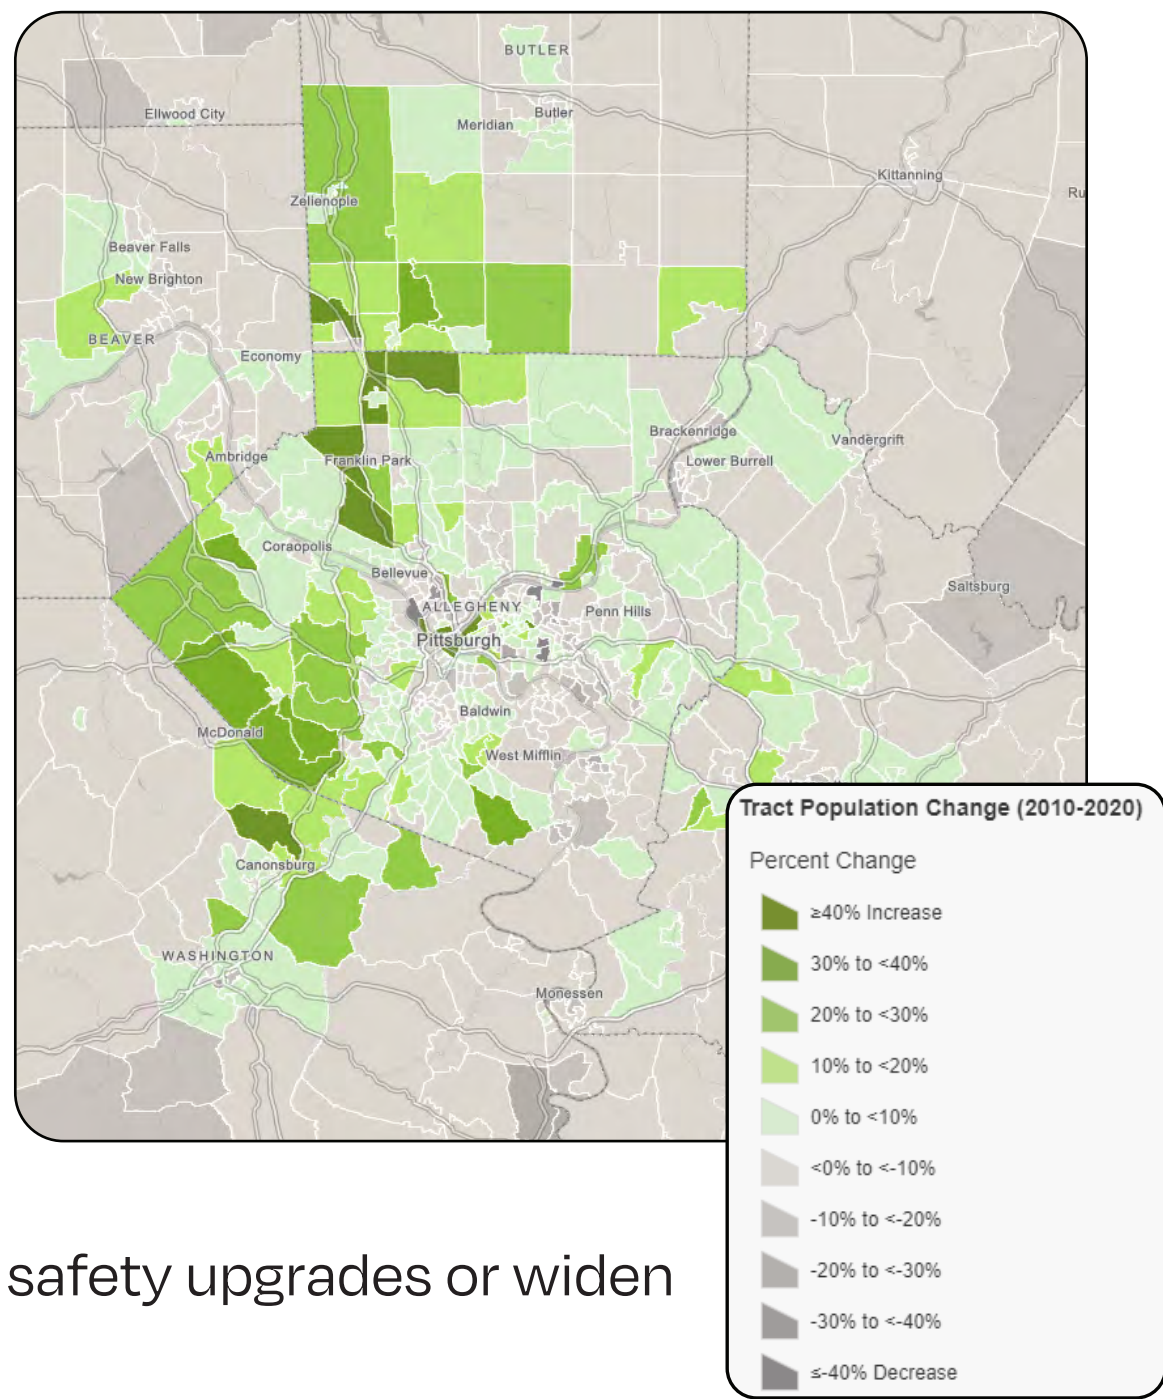 BUTLER
Ellwood City
Butler
Meridian
Kittanning
Ru
Zelienople
Beaver Falls
New Brighton
BEAVER
Economy
Brackenridge
Vandergrift
Ambridge
Franklin Park
Lower Burrell
Coraopolis
Bellevue
Saltsburg
ALLEGHENY
Penn Hills
Pittsburgh
Baldwin
McDonald
West Mifflin
Canonsburg
WASHINGTON
Monessen
Tract Population Change (2010-2020)
Percent Change
≥40% Increase
30% to <40%
20% to <30%
10% to <20%
0% to <10%
<0% to <-10%
-10% to <-20%
-20% to <-30%
-30% to <-40%
≤-40% Decrease
safety upgrades or widen